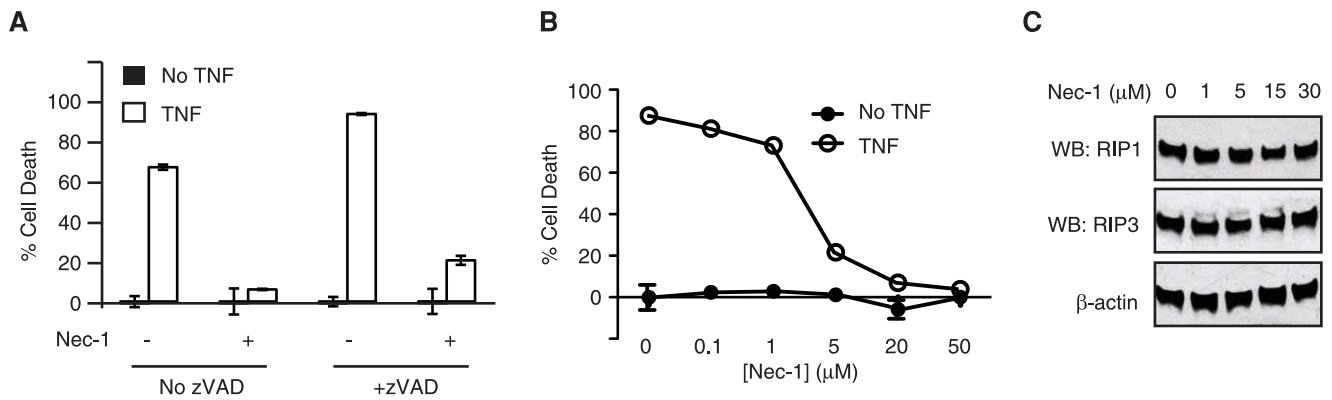 A
% Cell Death
100
80
60
40
20
0
No TNF
TNF
Nec-1 - + - +
No zVAD +zVAD
B
% Cell Death
100
80
60
40
20
0
No TNF
TNF
0 0.1 1 5 20 50
[Nec-1] (μM)
C
Nec-1 (μM) 0 1 5 15 30
WB: RIP1
WB: RIP3
β-actin